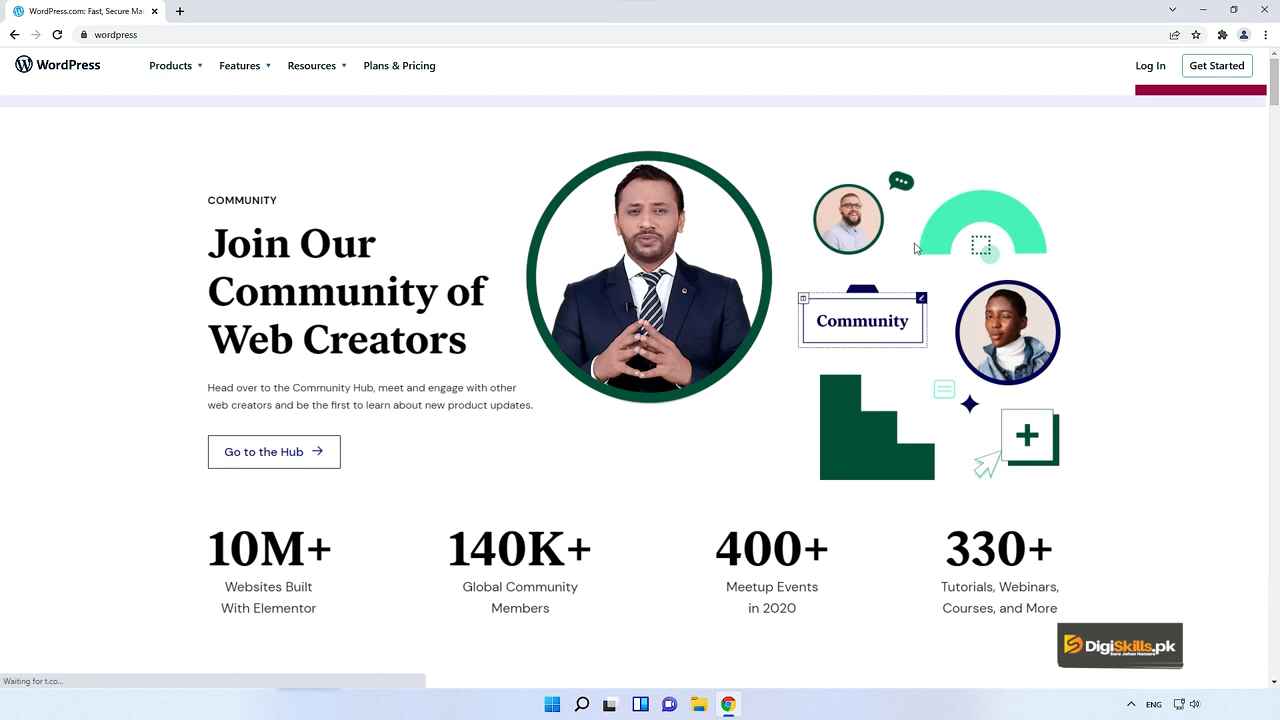 WordPress.com: Fast, Secure Ma
wordpress
WordPress
Products
Features
Resources
Plans & Pricing
Log In
Get Started
COMMUNITY
Join Our
Community of
Web Creators
Head over to the Community Hub, meet and engage with other
web creators and be the first to learn about new product updates.
Go to the Hub
Community
10M+
Websites Built
With Elementor
140K+
Global Community
Members
400+
Meetup Events
in 2020
330+
Tutorials, Webinars,
Courses, and More
DigiSkills.pk
Sara Jahan Hamara
Waiting for t.co...
ENG